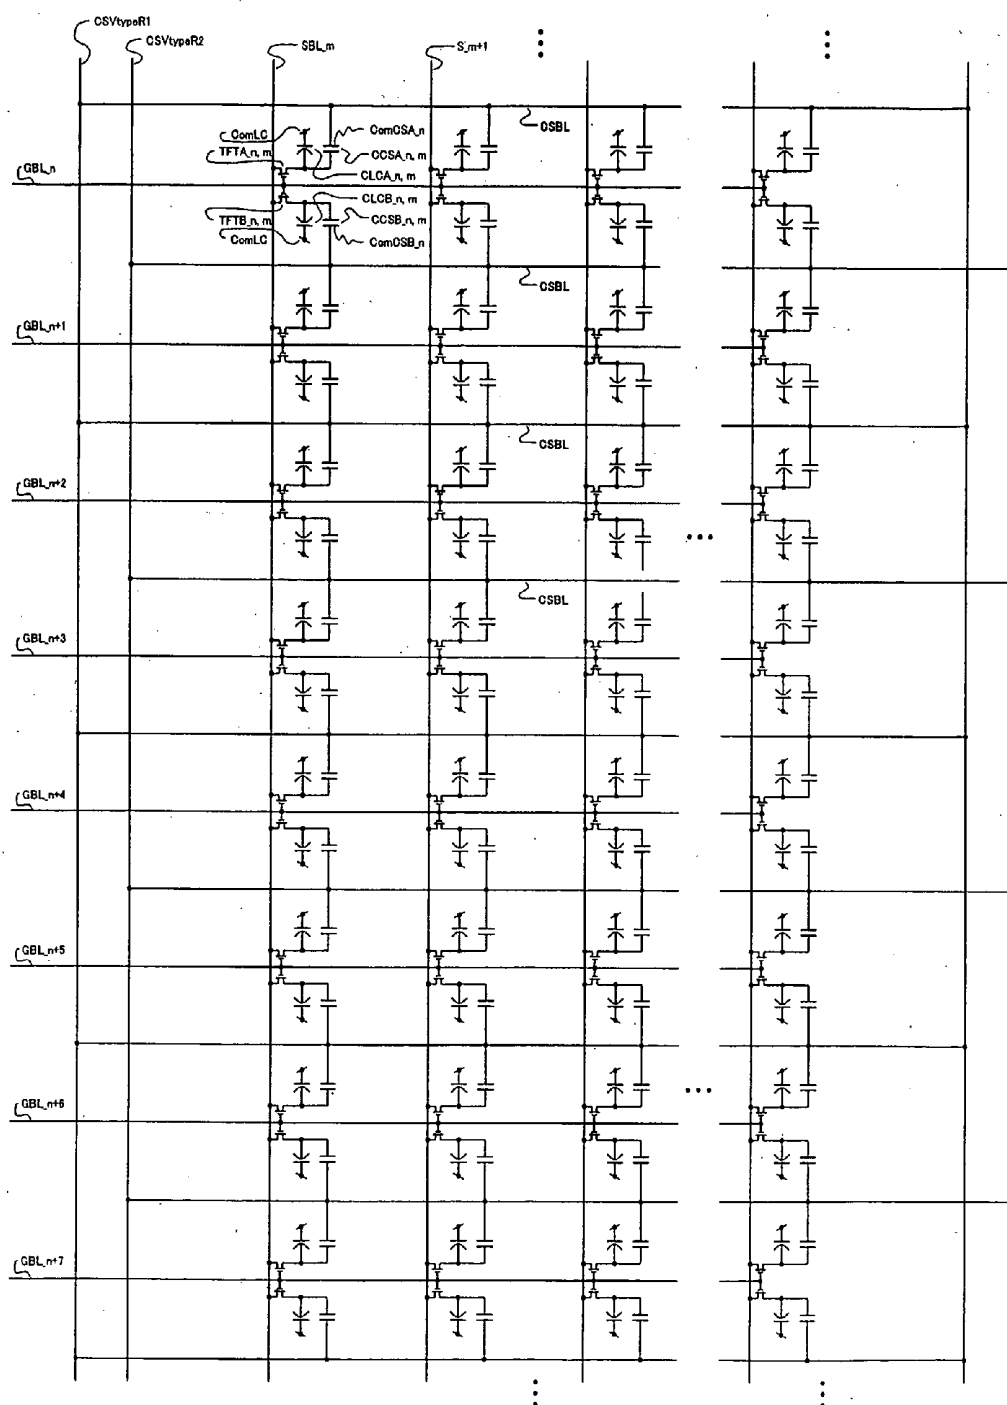 CSVtypeR1
CSVtypeR2
SBL_m
S_m+1
CSBL
ComLC
ComCSA_n
TFTA_n, m
CCSA_n, m
GBL_n
CLCA_n, m
CLCB_n, m
TFTB_n, m
CCSB_n, m
ComLC
ComCSB_n
CSBL
GBL_n+1
CSBL
GBL_n+2
CSBL
GBL_n+3
GBL_n+4
GBL_n+5
GBL_n+6
GBL_n+7